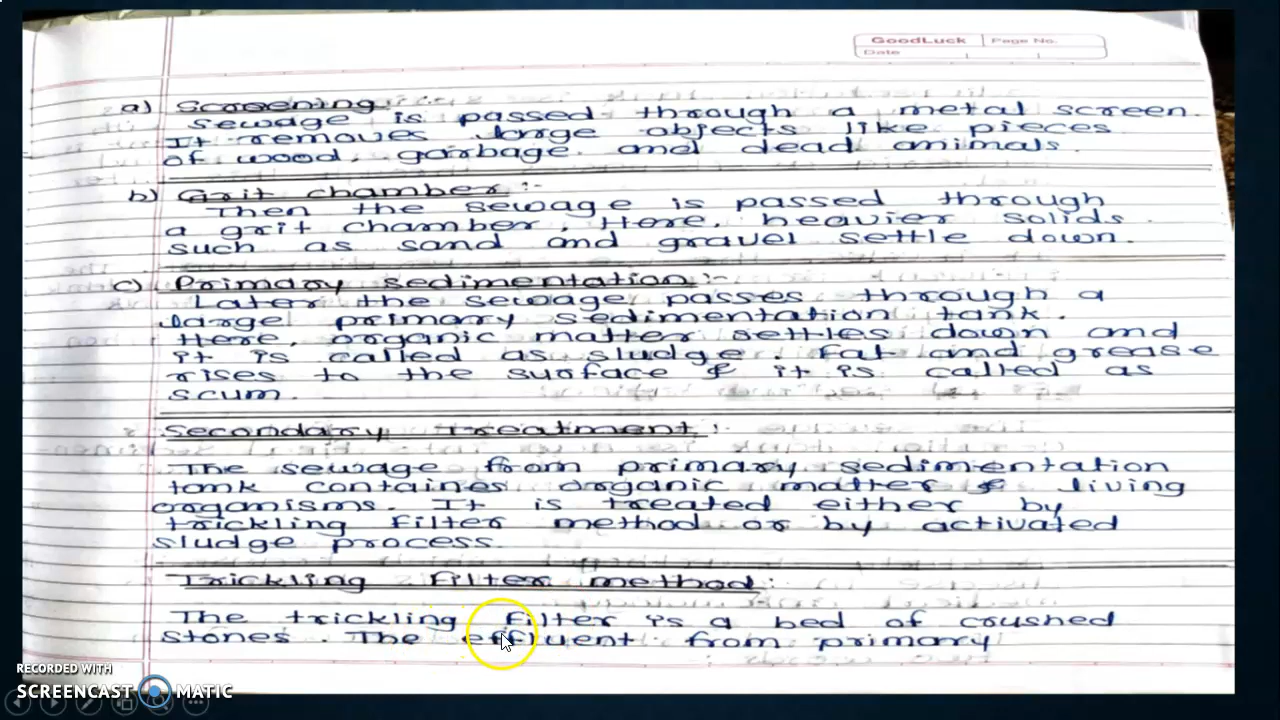 GoodLuck Page No.
Date
a) Screening :-
Sewage is passed through a metal screen.
It removes large objects like pieces
of wood, garbage and dead animals.
b) Grit chamber :-
Then the sewage is passed through
a grit chamber. Here, heavier solids
such as sand and gravel settle down.
c) Primary sedimentation :-
Later the sewage passes through a
large primary sedimentation tank.
Here, organic matter settles down and
it is called as sludge. Fat and grease
rises to the surface & it is called as
scum.
Secondary Treatment :
The sewage from primary sedimentation
tank containes organic matter & living
organisms. It is treated either by
trickling filter method or by activated
sludge process.
Trickling filter method :
The trickling filter is a bed of crushed
stones. The effluent from primary
RECORDED WITH
SCREENCAST MATIC